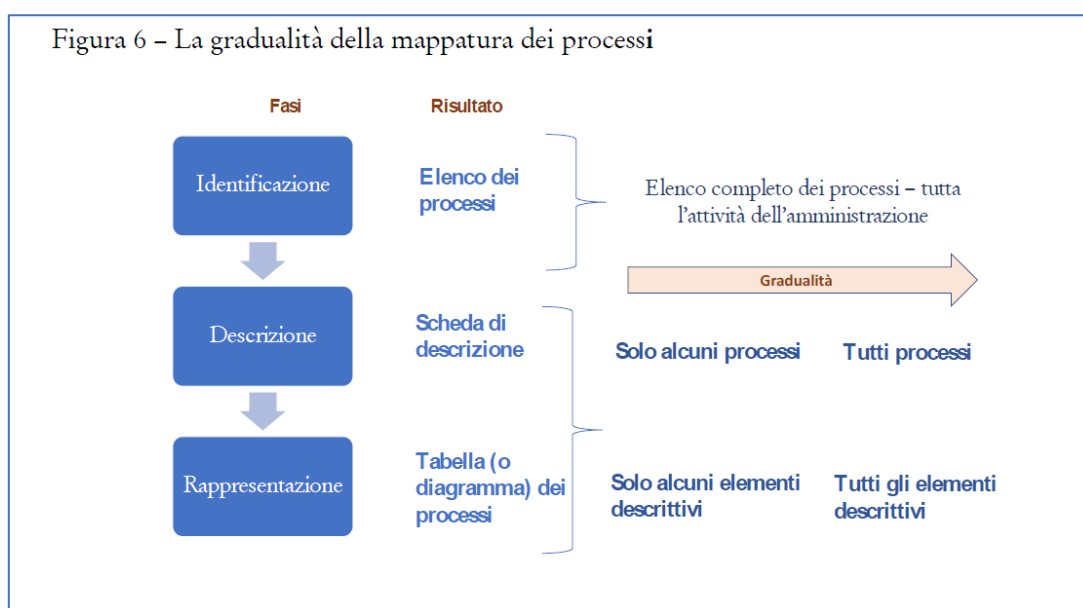 Figura 6 – La gradualità della mappatura dei processi
Fasi
Risultato
Identificazione
Elenco dei
processi
Elenco completo dei processi – tutta
l'attività dell'amministrazione
Gradualità
Descrizione
Scheda di
descrizione
Solo alcuni processi
Tutti processi
Rappresentazione
Tabella (o
diagramma) dei
processi
Solo alcuni elementi
descrittivi
Tutti gli elementi
descrittivi